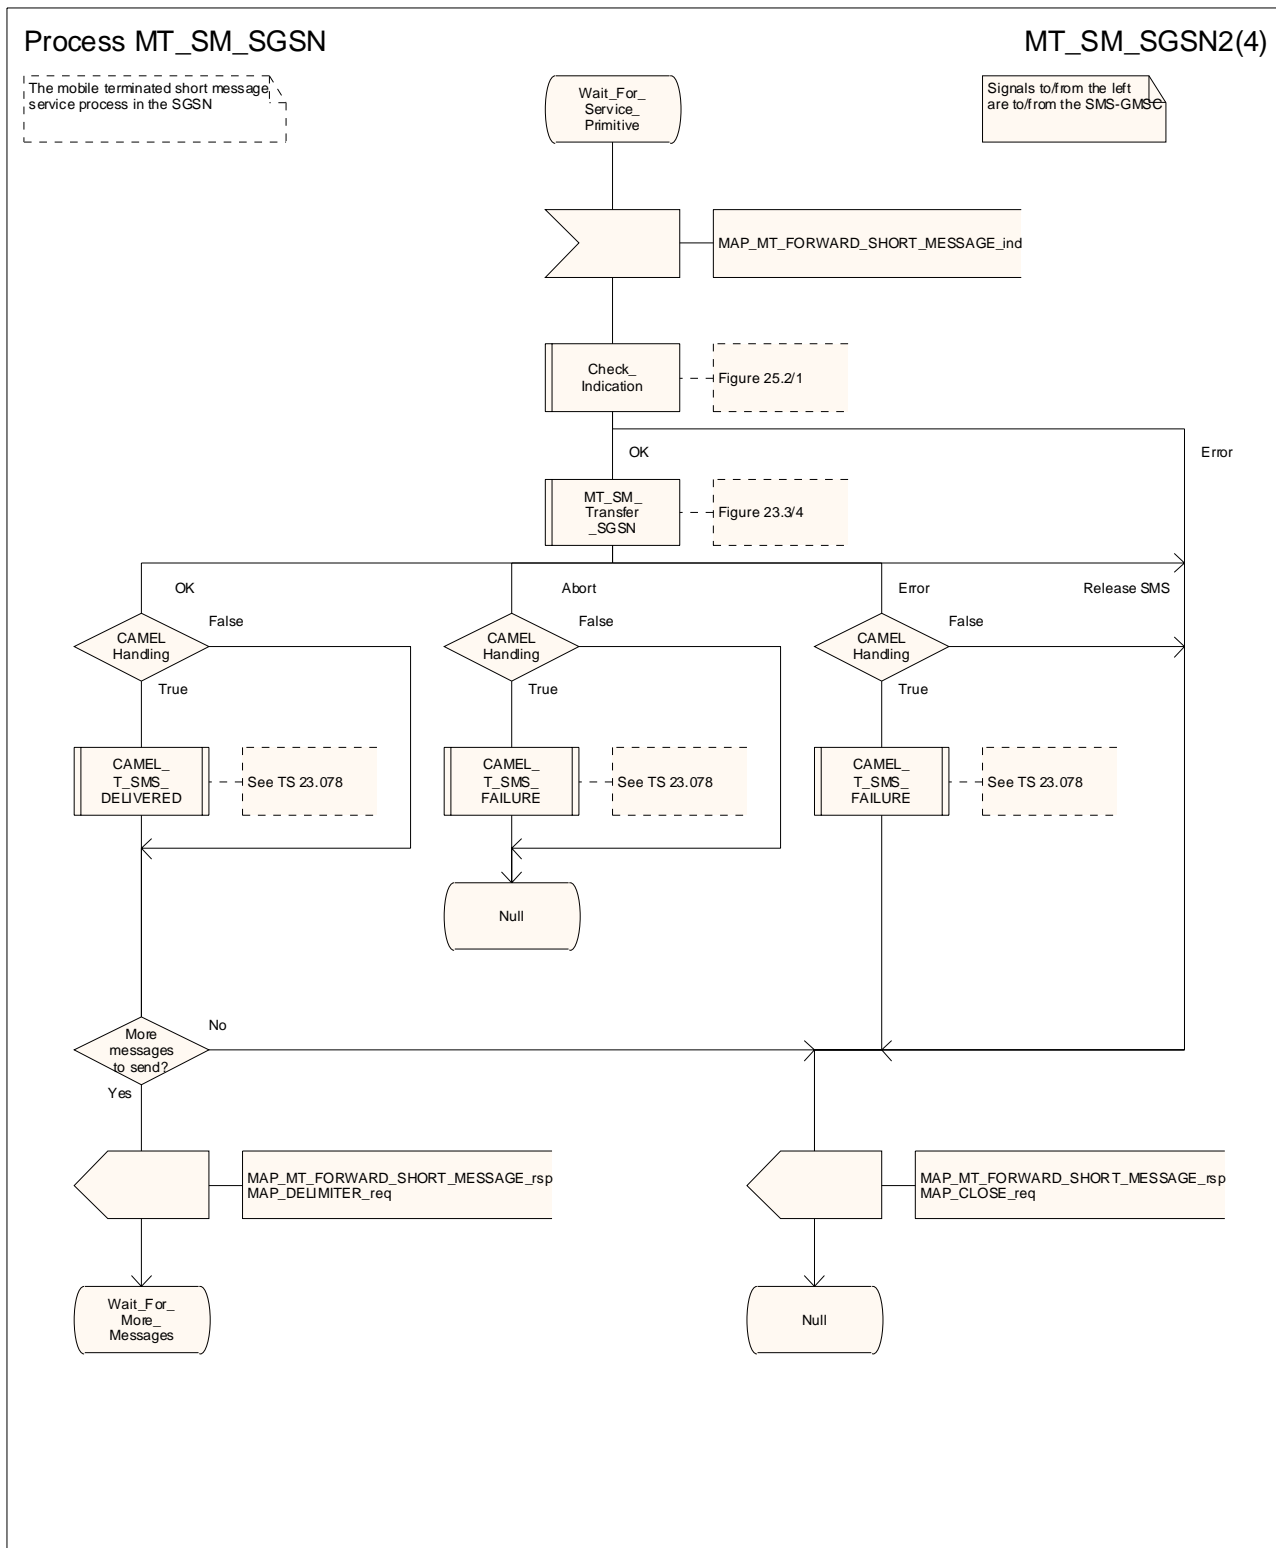 Process MT_SM_SGSN
MT_SM_SGSN2(4)
The mobile terminated short message
service process in the SGSN
Wait_For_
Service_
Primitive
Signals to/from the left
are to/from the SMS-GMSC
MAP_MT_FORWARD_SHORT_MESSAGE_ind
Check_
Indication
Figure 25.2/1
OK
Error
MT_SM_
Transfer
_SGSN
Figure 23.3/4
OK
Abort
Error
Release SMS
CAMEL
Handling
False
True
CAMEL
Handling
False
True
CAMEL
Handling
False
True
CAMEL_
T_SMS_
DELIVERED
See TS 23.078
CAMEL_
T_SMS_
FAILURE
See TS 23.078
CAMEL_
T_SMS_
FAILURE
See TS 23.078
Null
More
messages
to send?
No
Yes
MAP_MT_FORWARD_SHORT_MESSAGE_rsp
MAP_DELIMITER_req
MAP_MT_FORWARD_SHORT_MESSAGE_rsp
MAP_CLOSE_req
Wait_For_
More_
Messages
Null